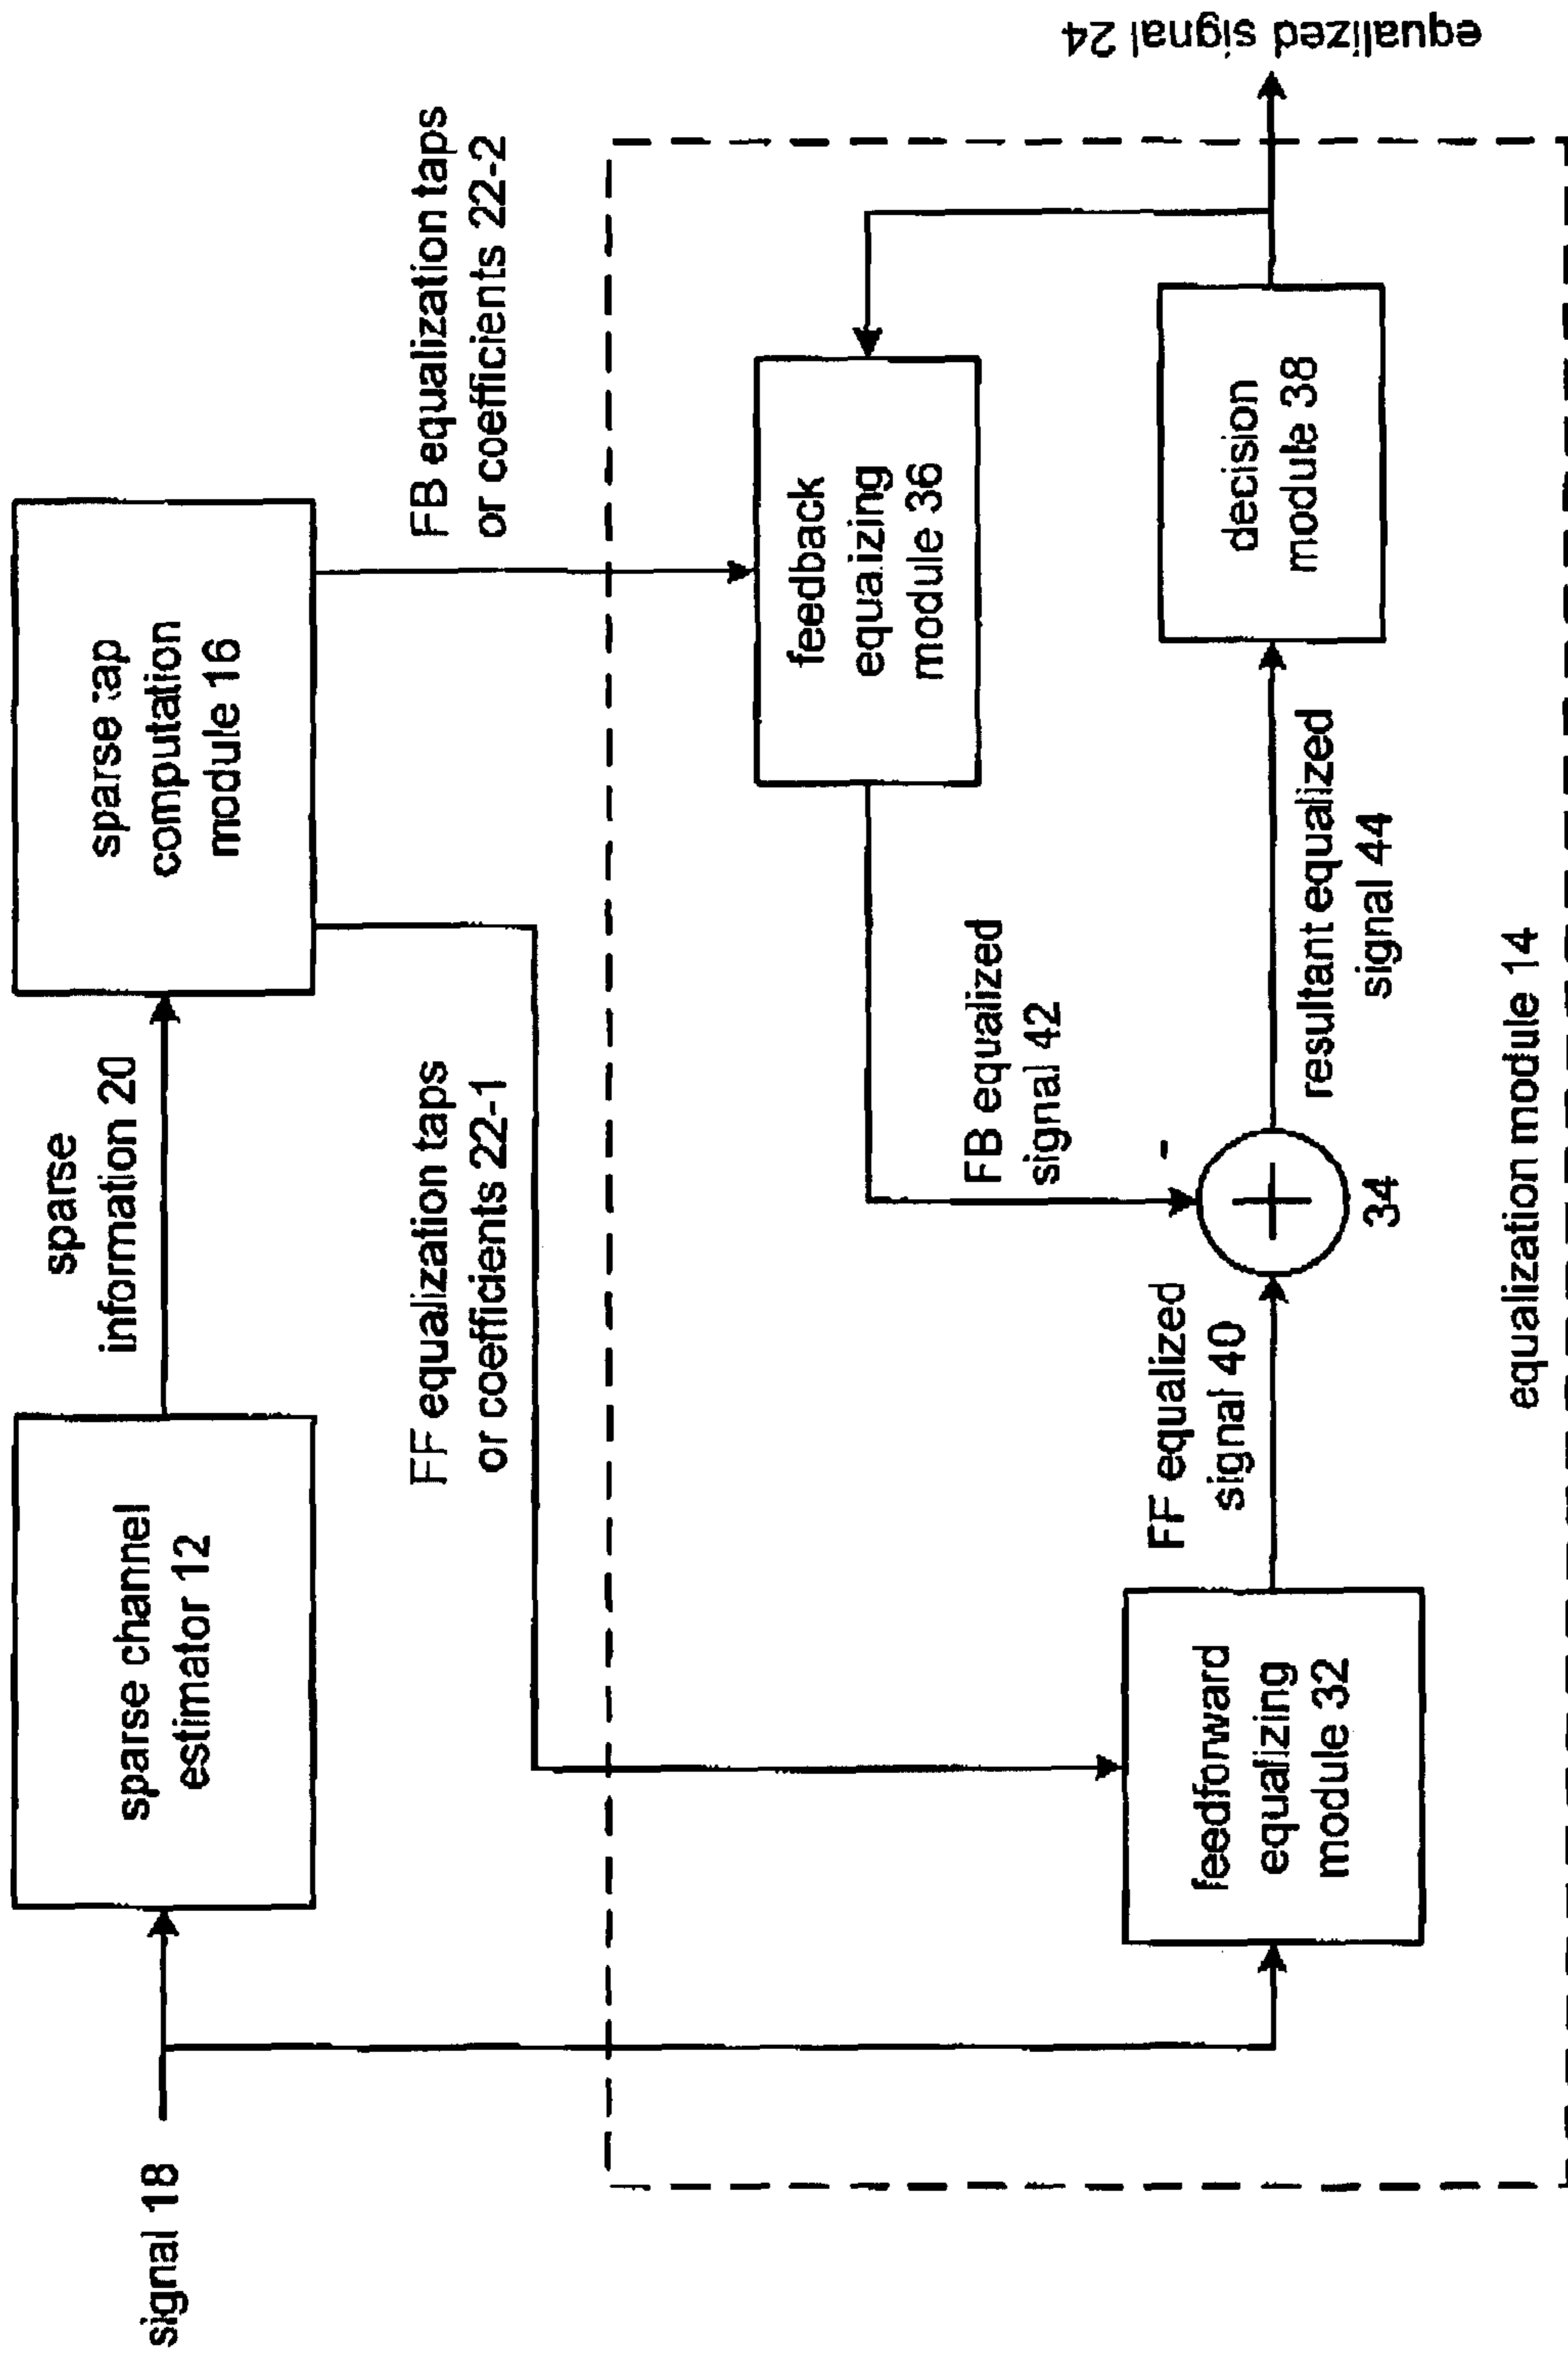 signal 18
sparse channel
estimator 12
sparse
information 20
sparse tap
computation
module 16
FF equalization taps
or coefficients 22-1
FB equalization taps
or coefficients 22-2
feedforward
equalizing
module 32
FF equalized
signal 40
FB equalized
signal 42
-
+
34
feedback
equalizing
module 36
resultant equalized
signal 44
decision
module 38
equalized signal 24
equalization module 14